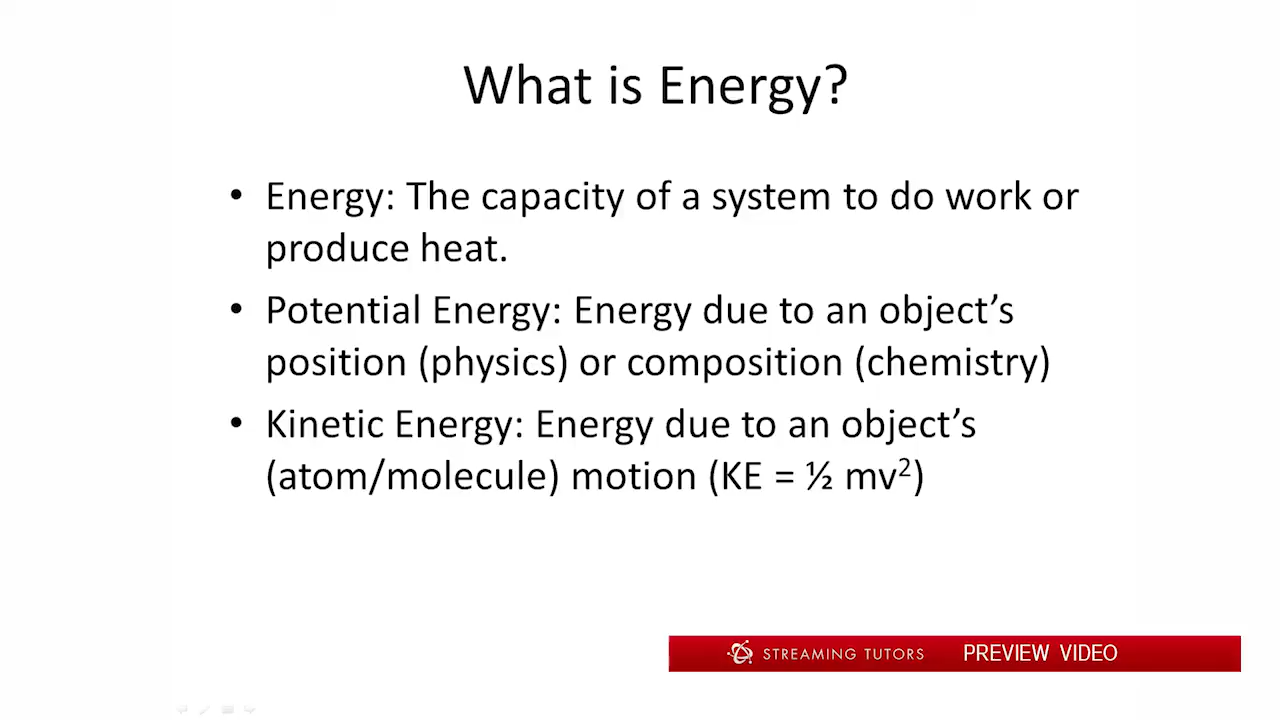 What is Energy?
• Energy: The capacity of a system to do work or
produce heat.
• Potential Energy: Energy due to an object’s
position (physics) or composition (chemistry)
• Kinetic Energy: Energy due to an object’s
(atom/molecule) motion (KE = ½ mv²)
STREAMING TUTORS PREVIEW VIDEO